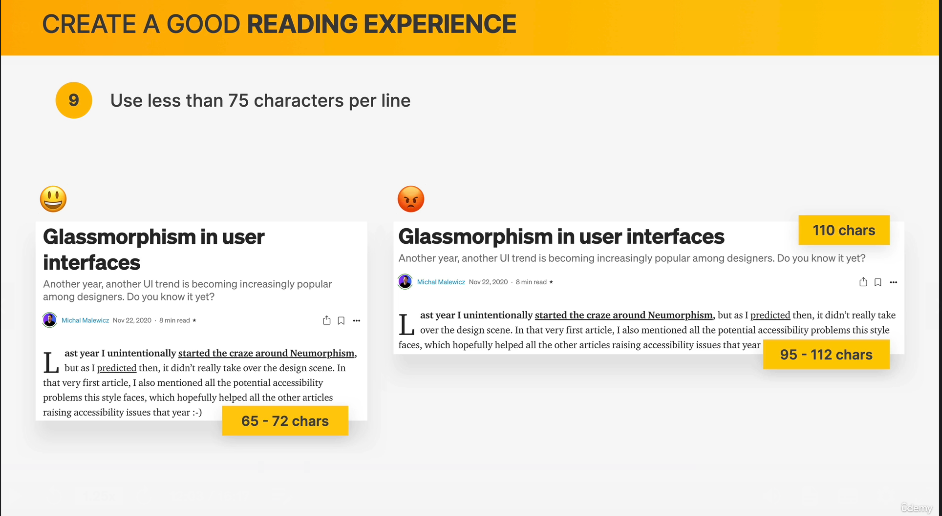 CREATE A GOOD READING EXPERIENCE
9 Use less than 75 characters per line
Glassmorphism in user
interfaces
Another year, another UI trend is becoming increasingly popular
among designers. Do you know it yet?
Michal Malewicz Nov 22, 2020 · 8 min read ★
Last year I unintentionally started the craze around Neumorphism,
but as I predicted then, it didn't really take over the design scene. In
that very first article, I also mentioned all the potential accessibility
problems this style faces, which hopefully helped all the other articles
raising accessibility issues that year :-)
65 - 72 chars
110 chars
Glassmorphism in user interfaces
Another year, another UI trend is becoming increasingly popular among designers. Do you know it yet?
Michal Malewicz Nov 22, 2020 · 8 min read ★
Last year I unintentionally started the craze around Neumorphism, but as I predicted then, it didn't really take
over the design scene. In that very first article, I also mentioned all the potential accessibility problems this style
faces, which hopefully helped all the other articles raising accessibility issues that year
95 - 112 chars
Udemy